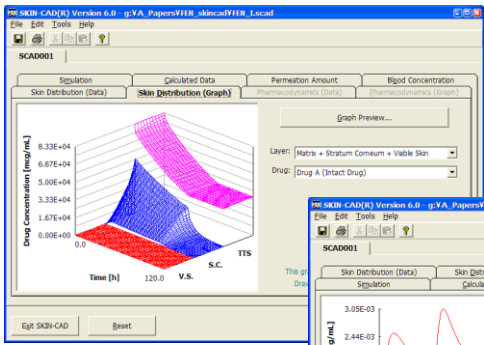 SKIN-CAD(R) Version 6.0 - g:¥A_Papers¥FEN_skincad¥FEN_1.scad
File Edit Tools Help
SCAD001
Simulation Calculated Data Permeation Amount Blood Concentration
Skin Distribution (Data) Skin Distribution (Graph) Pharmacodynamics (Data) Pharmacodynamics (Graph)
Graph Preview...
Layer: Matrix + Stratum Corneum + Viable Skin
Drug: Drug A (Intact Drug)
Drug Concentration [mcg/mL]
8.33E+04
6.67E+04
5.00E+04
3.33E+04
1.67E+04
0.00E+00
0.0
Time [h]
120.0
V.S.
S.C.
TTS
This gr
Draw
Exit SKIN-CAD Reset
SKIN-CAD(R) Version 6.0 - g:¥A_Papers¥
File Edit Tools Help
SCAD001
Skin Distribution (Data) Skin Distr
Simulation Calcula
3.05E-03
2.44E-03
g/mL]